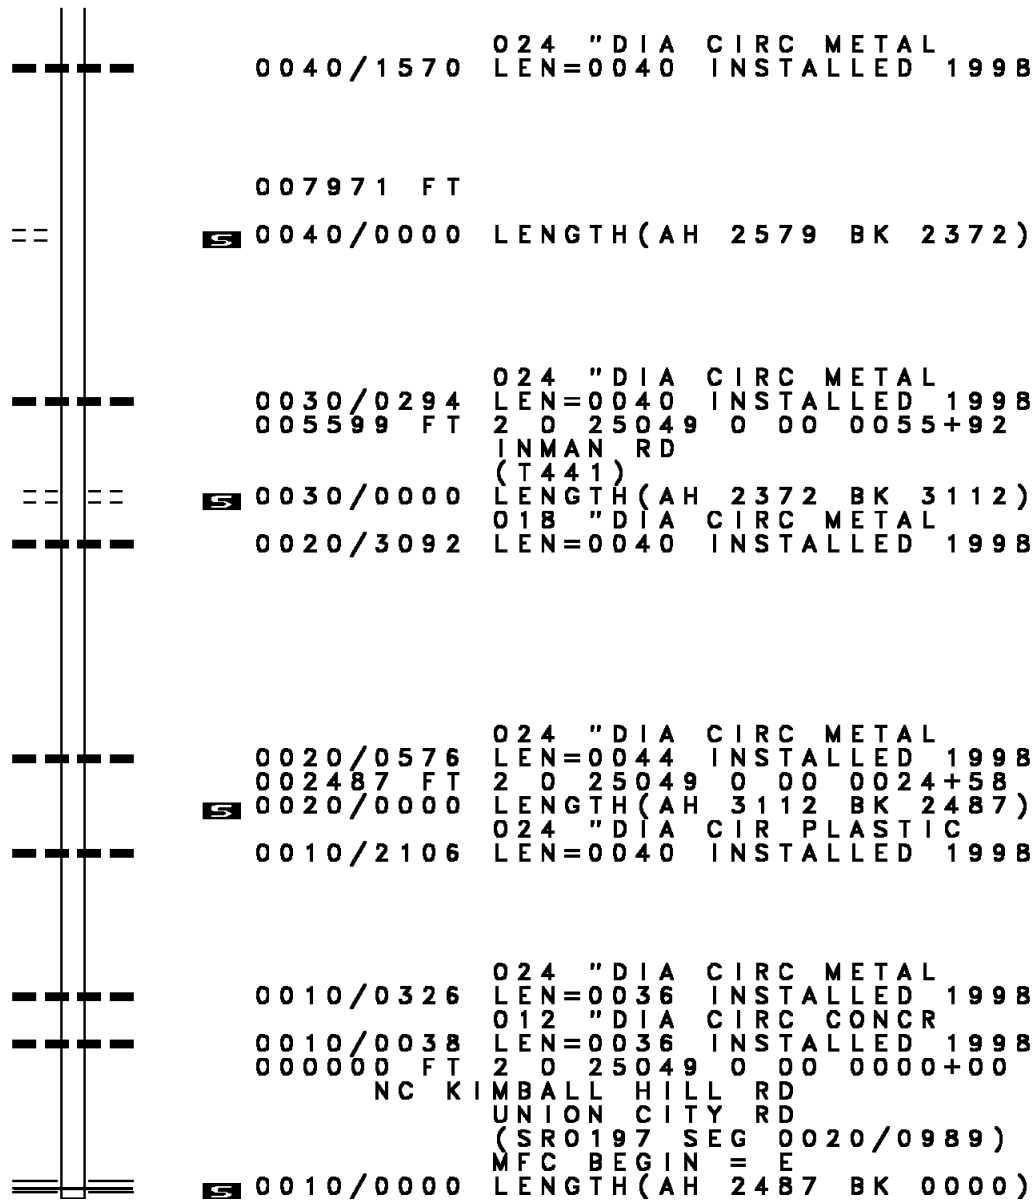 024 "DIA CIRC METAL
0040/1570 LEN=0040 INSTALLED 1998
007971 FT
S 0040/0000 LENGTH(AH 2579 BK 2372)
024 "DIA CIRC METAL
0030/0294 LEN=0040 INSTALLED 1998
005599 FT 2 0 25049 0 00 0055+92
INMAN RD
(T441)
S 0030/0000 LENGTH(AH 2372 BK 3112)
018 "DIA CIRC METAL
0020/3092 LEN=0040 INSTALLED 1998
024 "DIA CIRC METAL
0020/0576 LEN=0044 INSTALLED 1998
002487 FT 2 0 25049 0 00 0024+58
S 0020/0000 LENGTH(AH 3112 BK 2487)
024 "DIA CIR PLASTIC
0010/2106 LEN=0040 INSTALLED 1998
024 "DIA CIRC METAL
0010/0326 LEN=0036 INSTALLED 1998
012 "DIA CIRC CONCR
0010/0038 LEN=0036 INSTALLED 1998
000000 FT 2 0 25049 0 00 0000+00
NC KIMBALL HILL RD
UNION CITY RD
(SR0197 SEG 0020/0989)
MFC BEGIN = E
S 0010/0000 LENGTH(AH 2487 BK 0000)